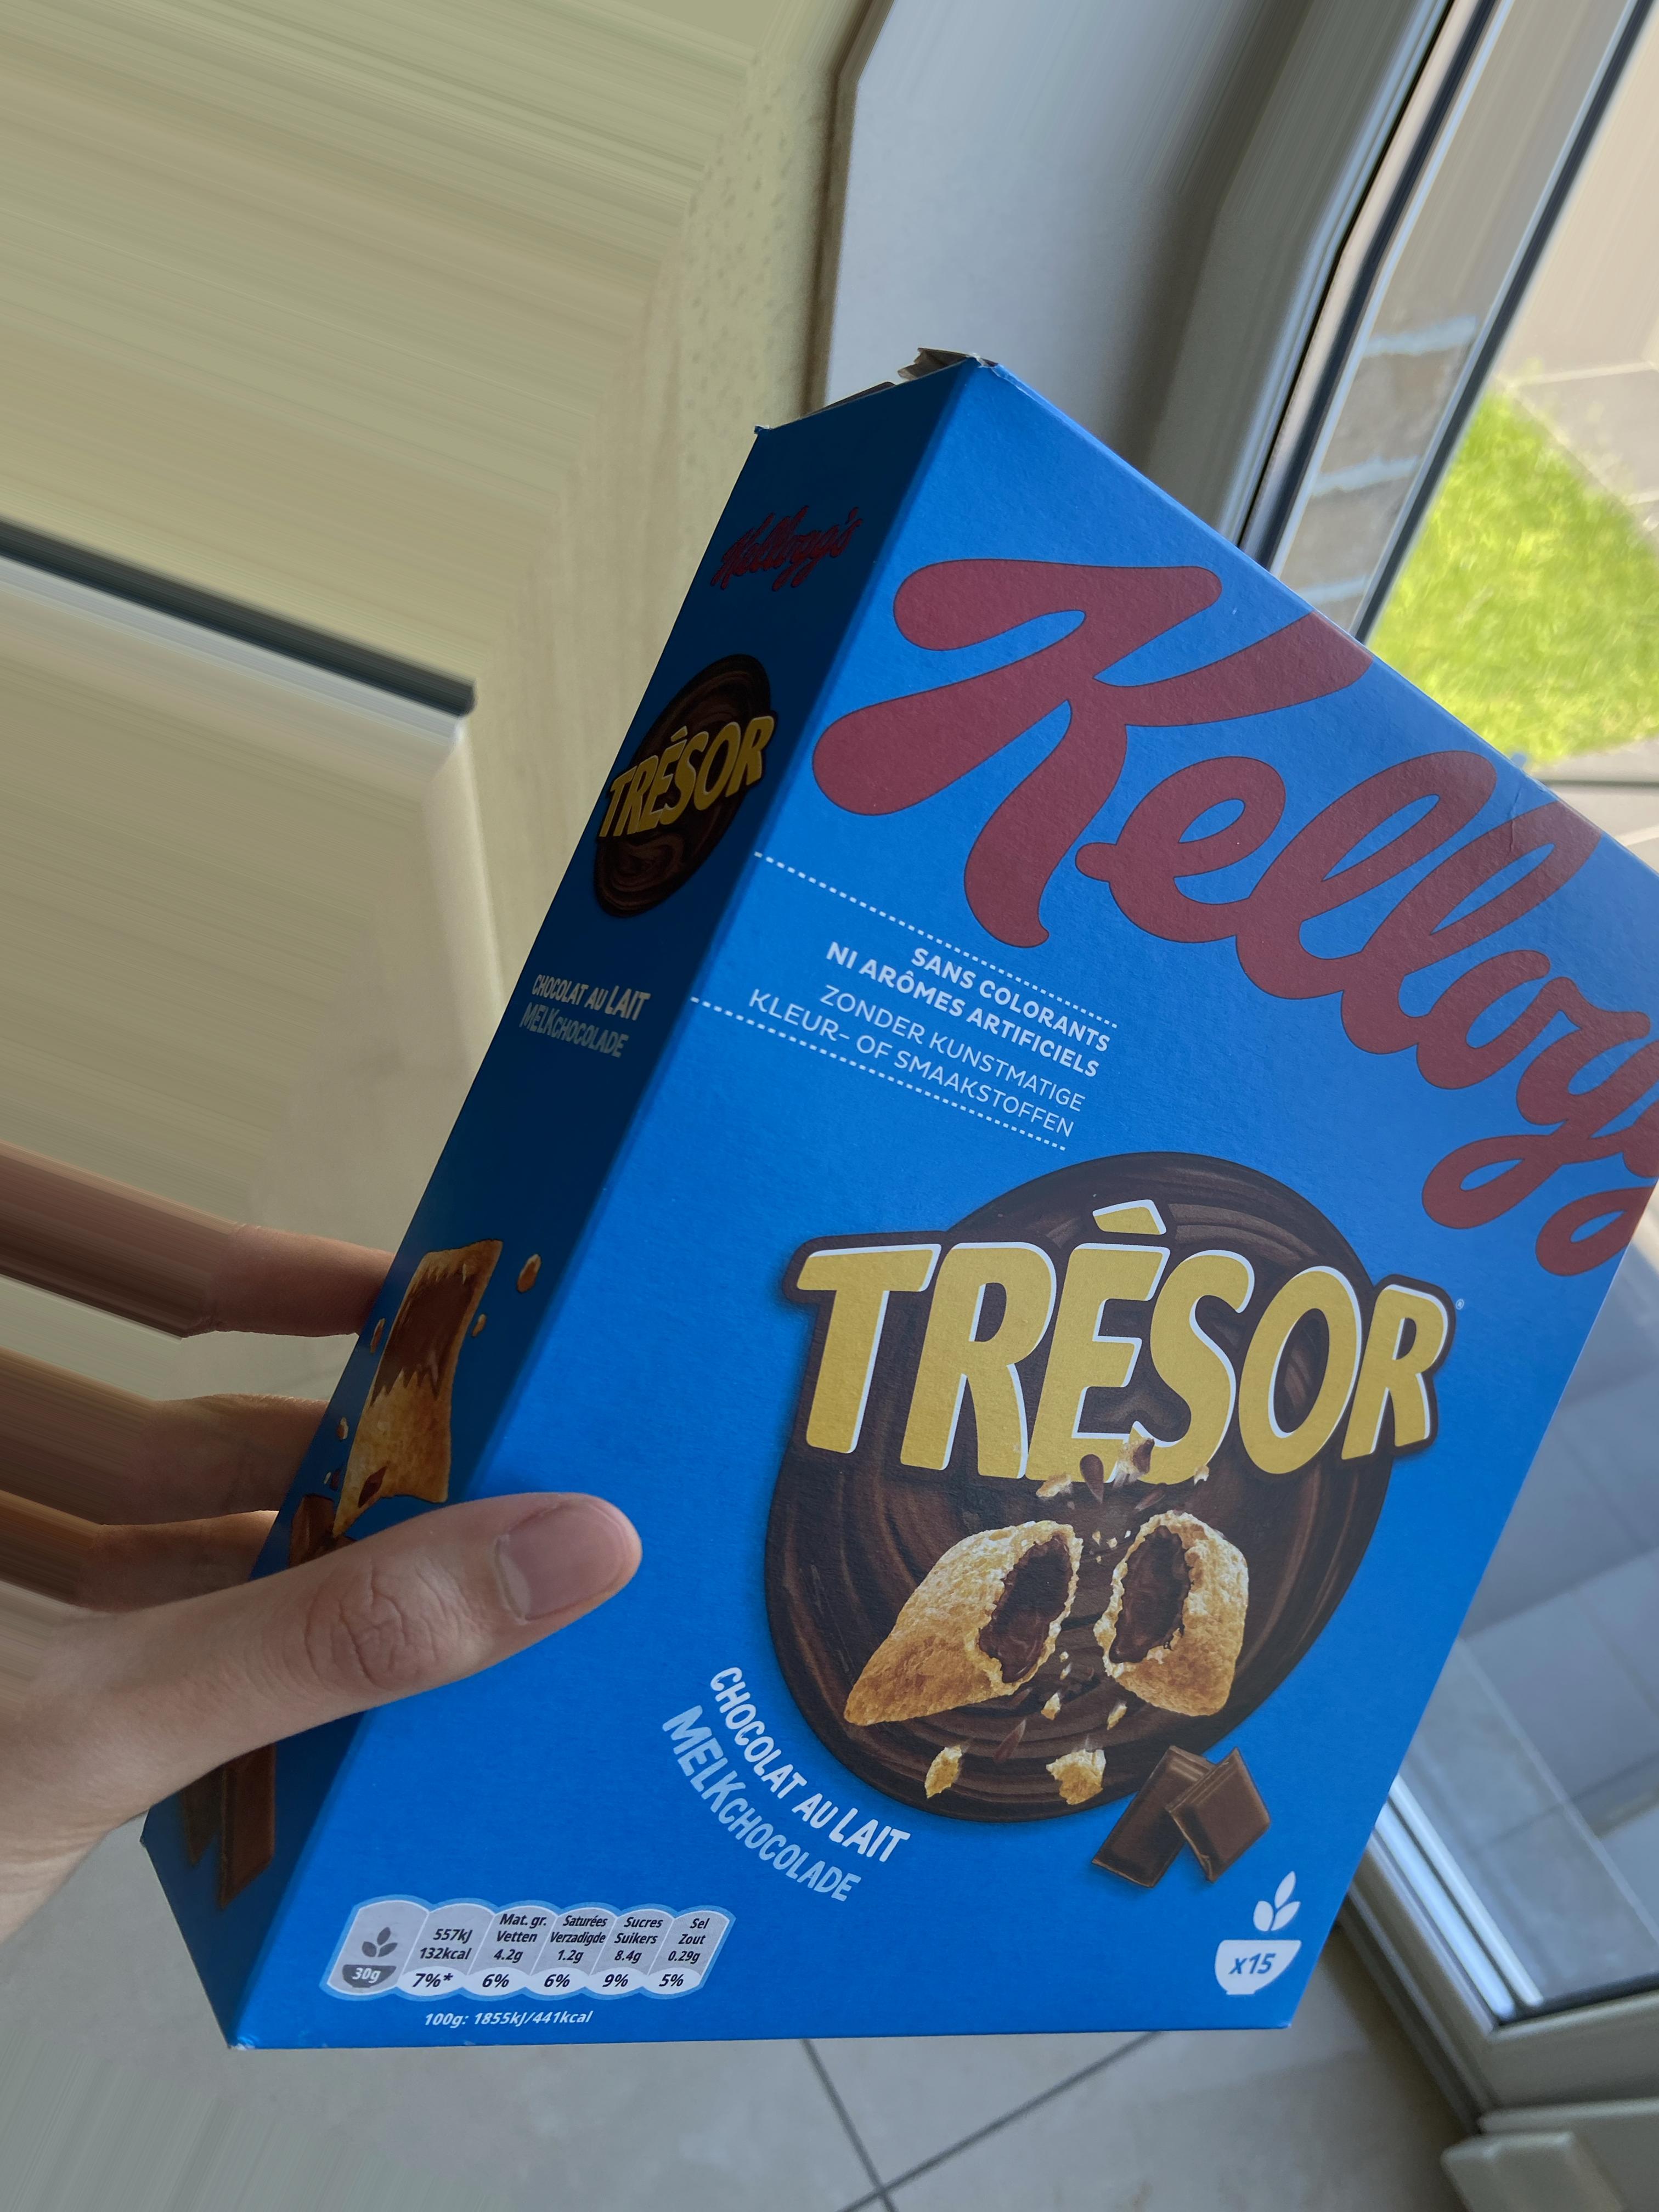 Kellogg's
TRÉSOR
CHOCOLAT AU LAIT
MELKCHOCOLADE
Kellogg's
SANS COLORANTS
NI ARÔMES ARTIFICIELS
ZONDER KUNSTMATIGE
KLEUR- OF SMAAKSTOFFEN
TRÉSOR®
CHOCOLAT AU LAIT
MELKCHOCOLADE
30g
557kJ
132kcal
7%*
Mat. gr.
Vetten
4.2g
6%
Saturées
Verzadigde
1.2g
6%
Sucres
Suikers
8.4g
9%
Sel
Zout
0.29g
5%
100g: 1855kJ/441kcal
x15